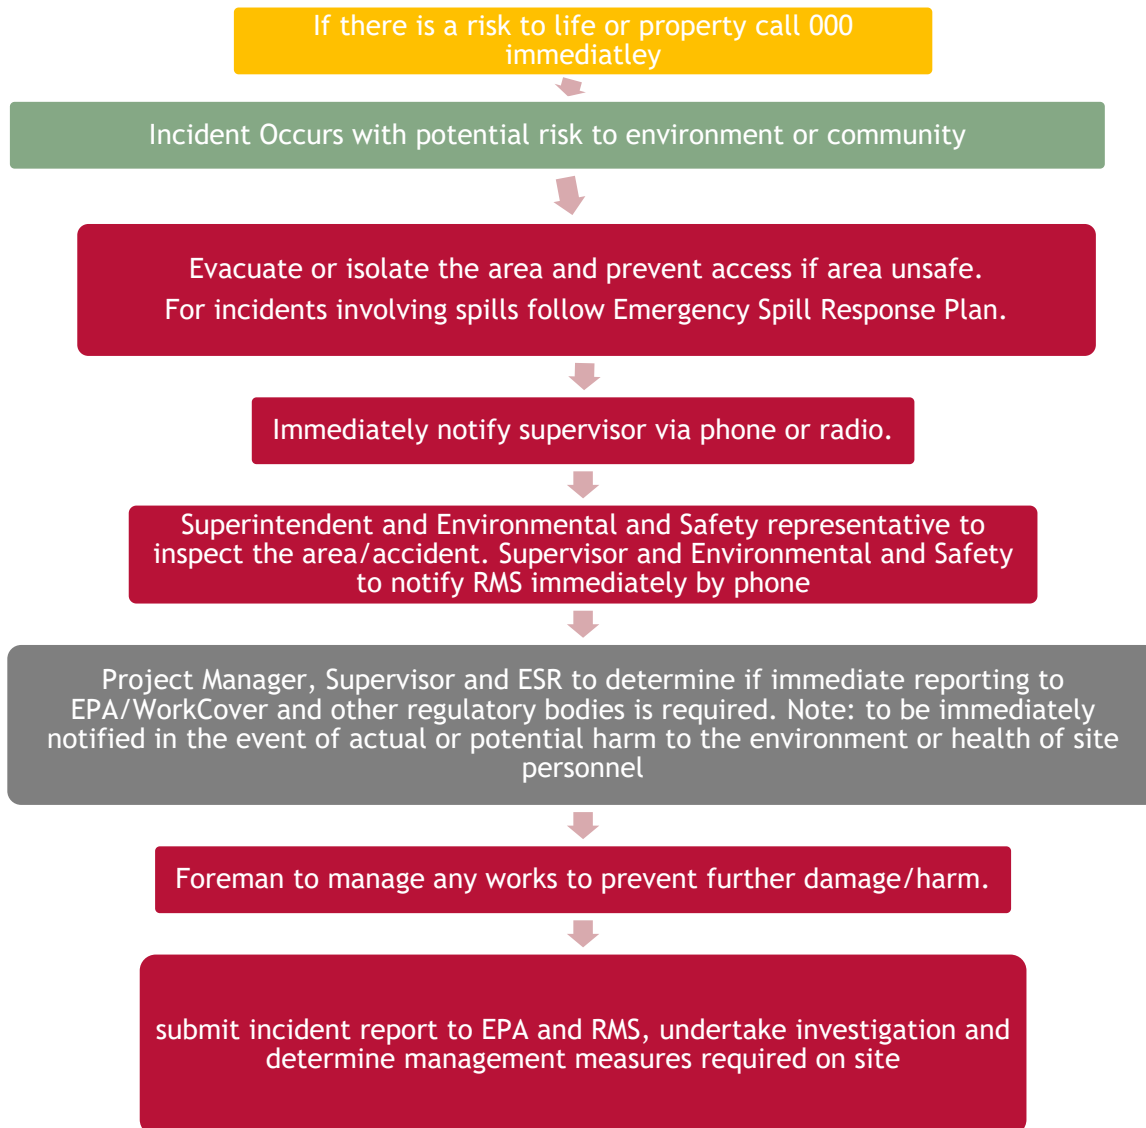 If there is a risk to life or property call 000
immediatley
Incident Occurs with potential risk to environment or community
Evacuate or isolate the area and prevent access if area unsafe.
For incidents involving spills follow Emergency Spill Response Plan.
Immediately notify supervisor via phone or radio.
Superintendent and Environmental and Safety representative to
inspect the area/accident. Supervisor and Environmental and Safety
to notify RMS immediately by phone
Project Manager, Supervisor and ESR to determine if immediate reporting to
EPA/WorkCover and other regulatory bodies is required. Note: to be immediately
notified in the event of actual or potential harm to the environment or health of site
personnel
Foreman to manage any works to prevent further damage/harm.
submit incident report to EPA and RMS, undertake investigation and
determine management measures required on site